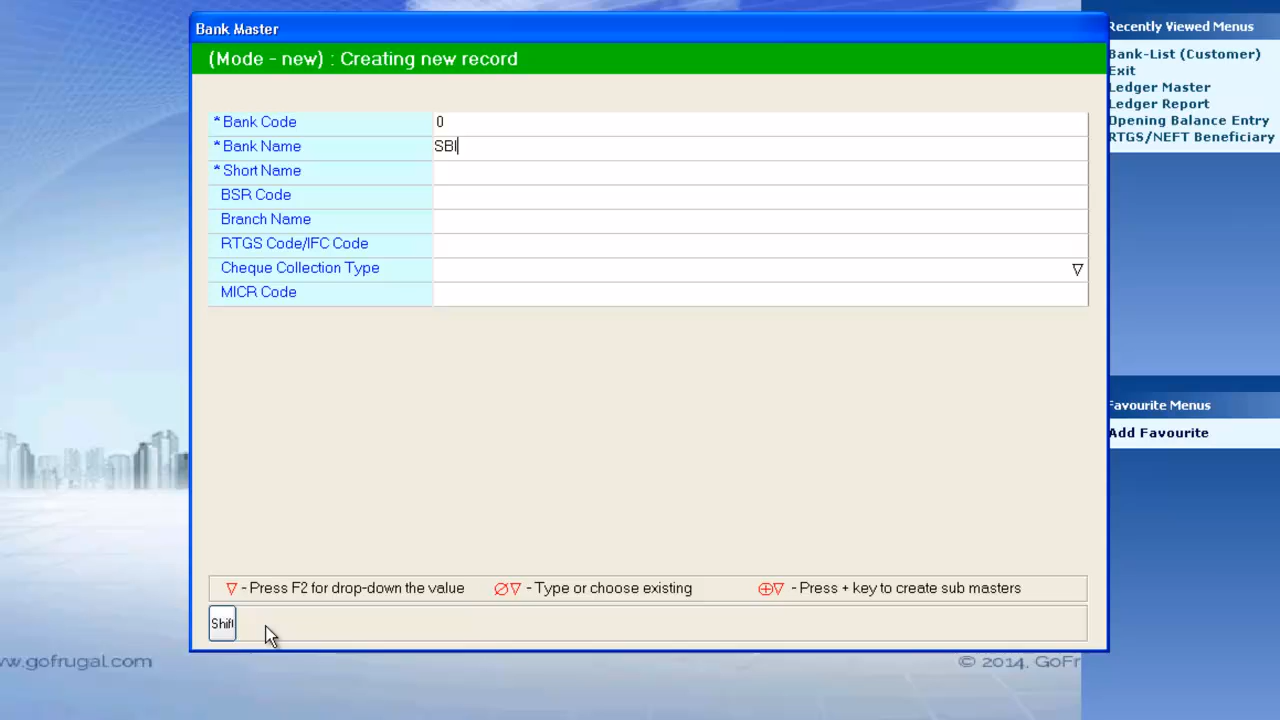 Bank Master
(Mode - new) : Creating new record
* Bank Code 0
* Bank Name SBI
* Short Name
BSR Code
Branch Name
RTGS Code/IFC Code
Cheque Collection Type ▽
MICR Code
▽ - Press F2 for drop-down the value ∅▽ - Type or choose existing ⊕▽ - Press + key to create sub masters
Shift
Recently Viewed Menus
Bank-List (Customer)
Exit
Ledger Master
Ledger Report
Opening Balance Entry
RTGS/NEFT Beneficiary
Favourite Menus
Add Favourite
w.gofrugal.com
© 2014, GoFr